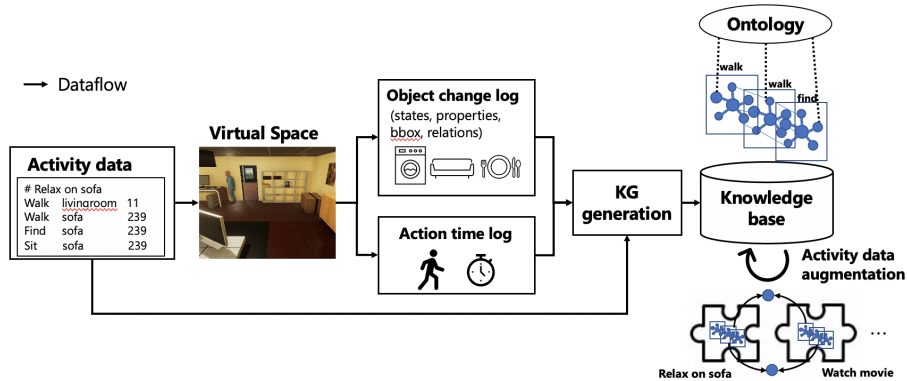 Ontology
walk
walk
find
Dataflow
Object change log
(states, properties,
bbox, relations)
Virtual Space
Activity data
# Relax on sofa
Walk livingroom 11
Walk sofa 239
Find sofa 239
Sit sofa 239
KG
generation
Knowledge
base
Action time log
Activity data
augmentation
...
Relax on sofa
Watch movie